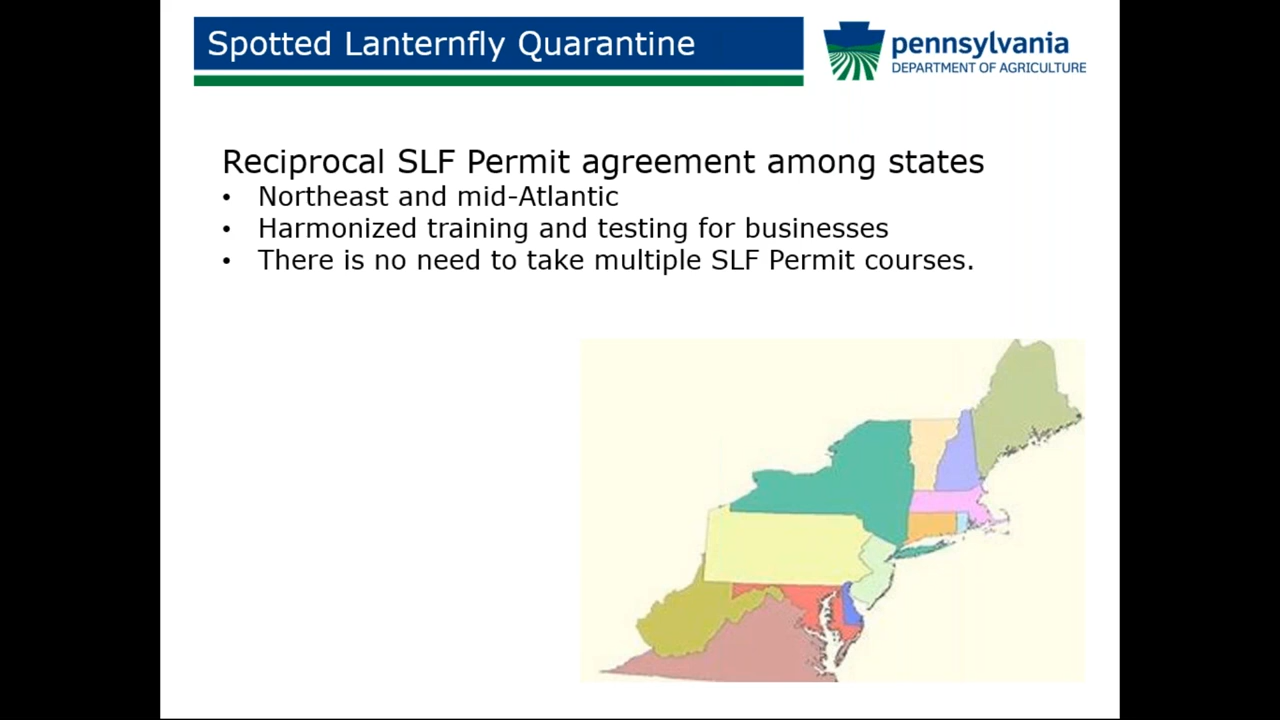 Spotted Lanternfly Quarantine
pennsylvania
DEPARTMENT OF AGRICULTURE
Reciprocal SLF Permit agreement among states
• Northeast and mid-Atlantic
• Harmonized training and testing for businesses
• There is no need to take multiple SLF Permit courses.